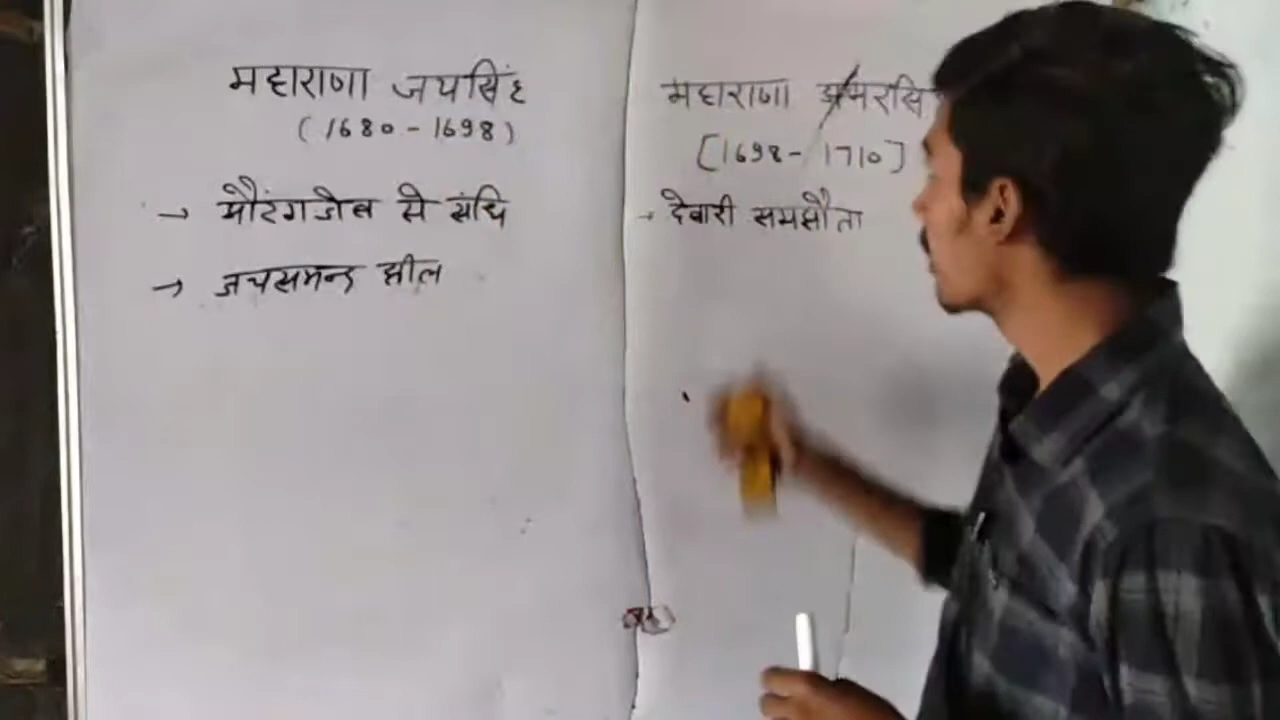 महाराणा जयसिंह
(1680-1698)
→ औरंगजेब से संधि
→ जयसमन्द झील
महाराणा अमरसिं
[1698-1710]
→ देबारी समझौता